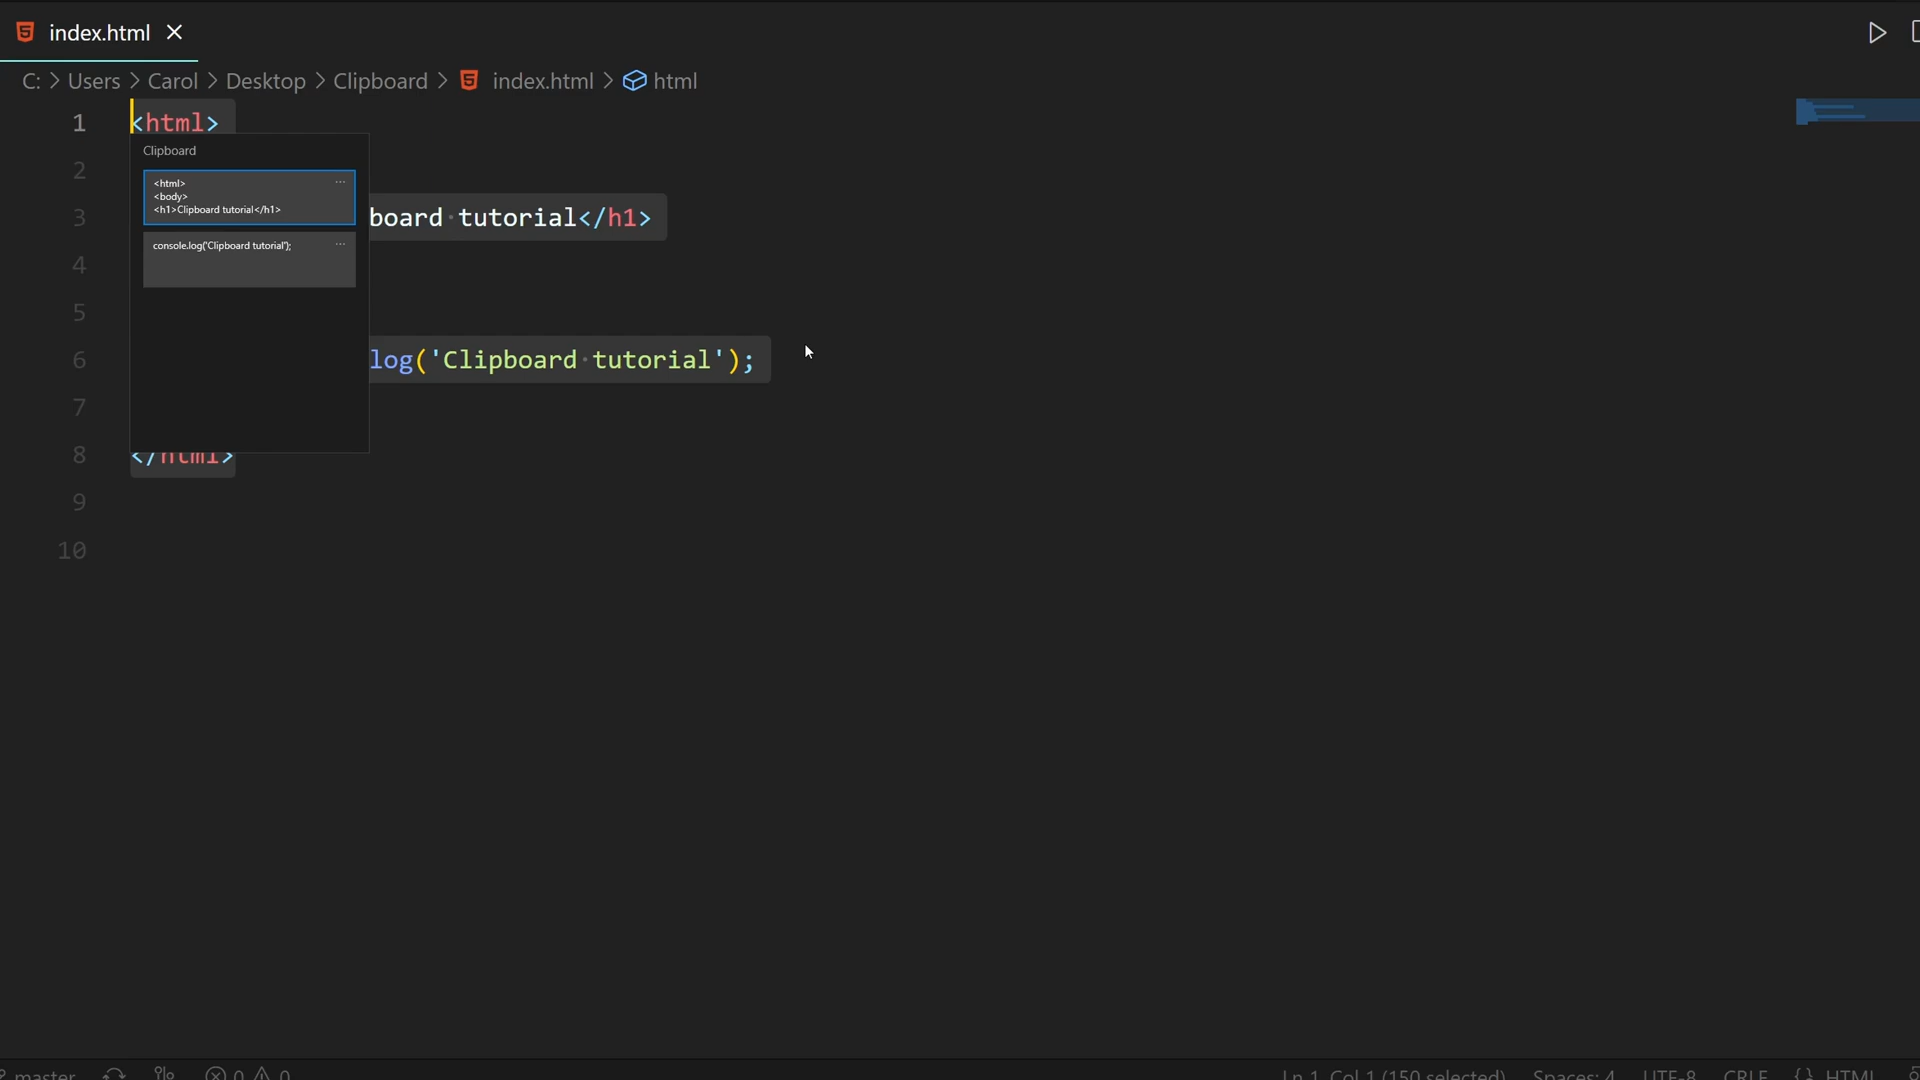 index.html
C: > Users > Carol > Desktop > Clipboard > index.html > html
1 <html>
Clipboard
<html> ...
<body>
<h1>Clipboard tutorial</h1>
console.log('Clipboard tutorial'); ...
2
3 board·tutorial</h1>
4
5
6 log('Clipboard·tutorial');
7
8 </html>
9
10
master 0 0 Ln 1, Col 1 (150 selected) Spaces: 4 UTF-8 CRLF {} HTML